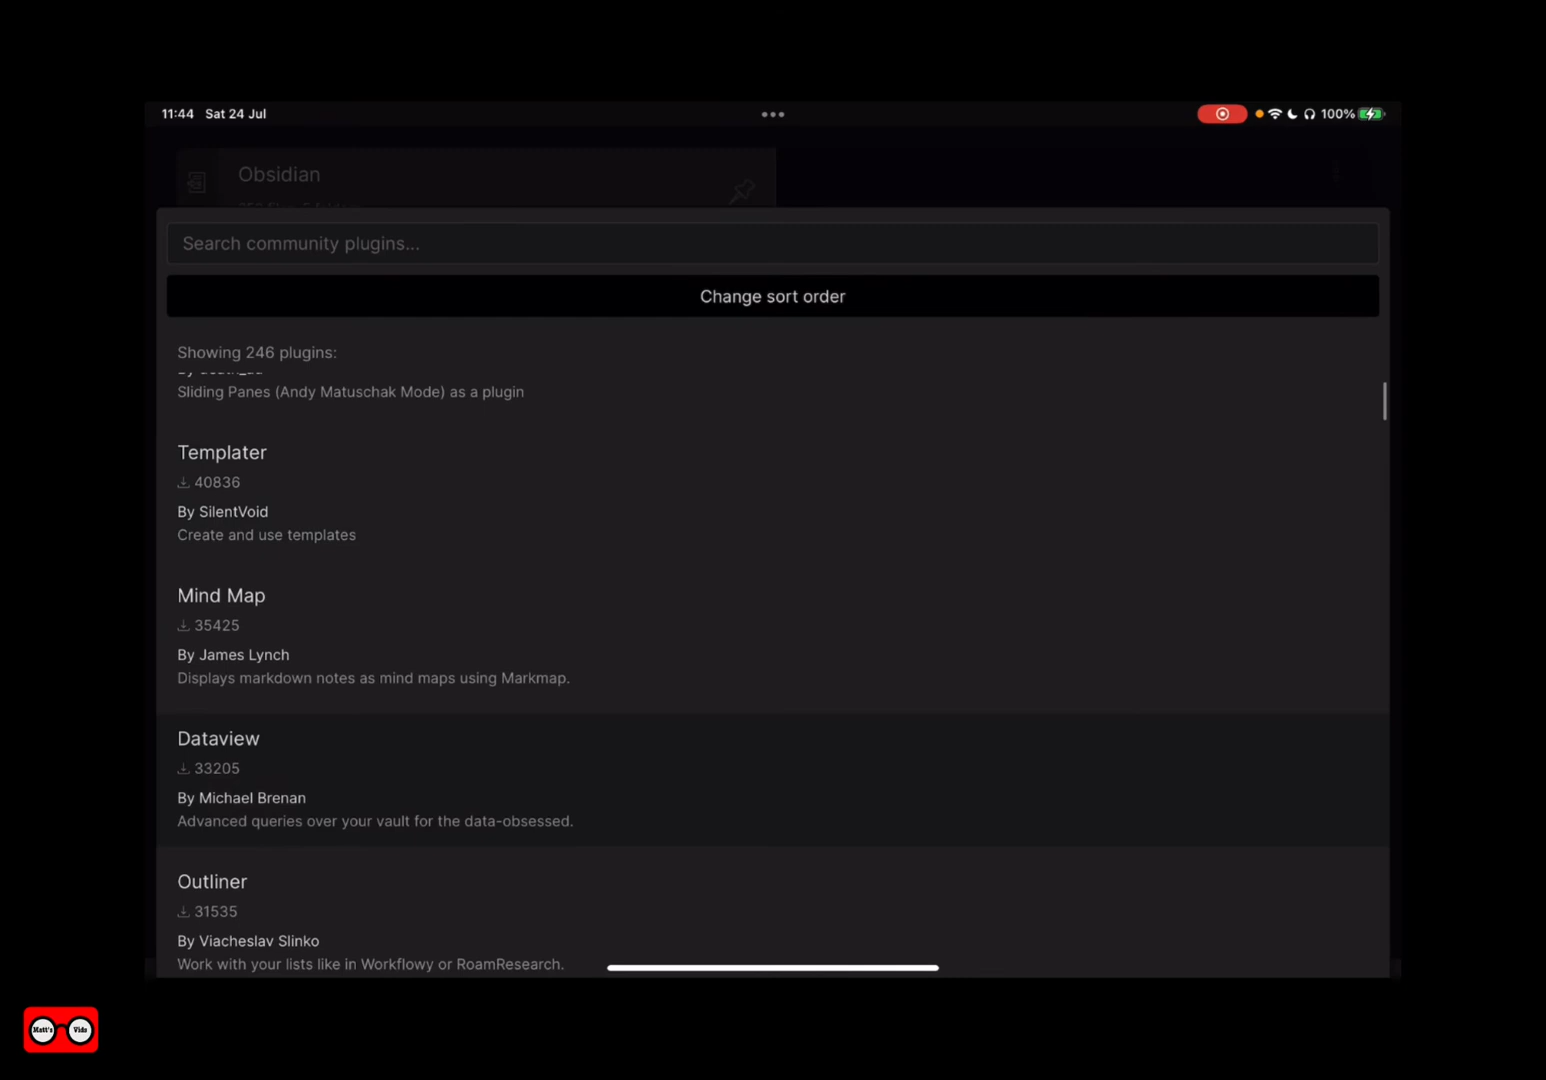 11:44 Sat 24 Jul
100%
Obsidian
Search community plugins...
Change sort order
Showing 246 plugins:
Sliding Panes (Andy Matuschak Mode) as a plugin
Templater
40836
By SilentVoid
Create and use templates
Mind Map
35425
By James Lynch
Displays markdown notes as mind maps using Markmap.
Dataview
33205
By Michael Brenan
Advanced queries over your vault for the data-obsessed.
Outliner
31535
By Viacheslav Slinko
Work with your lists like in Workflowy or RoamResearch.
Matt's Vids